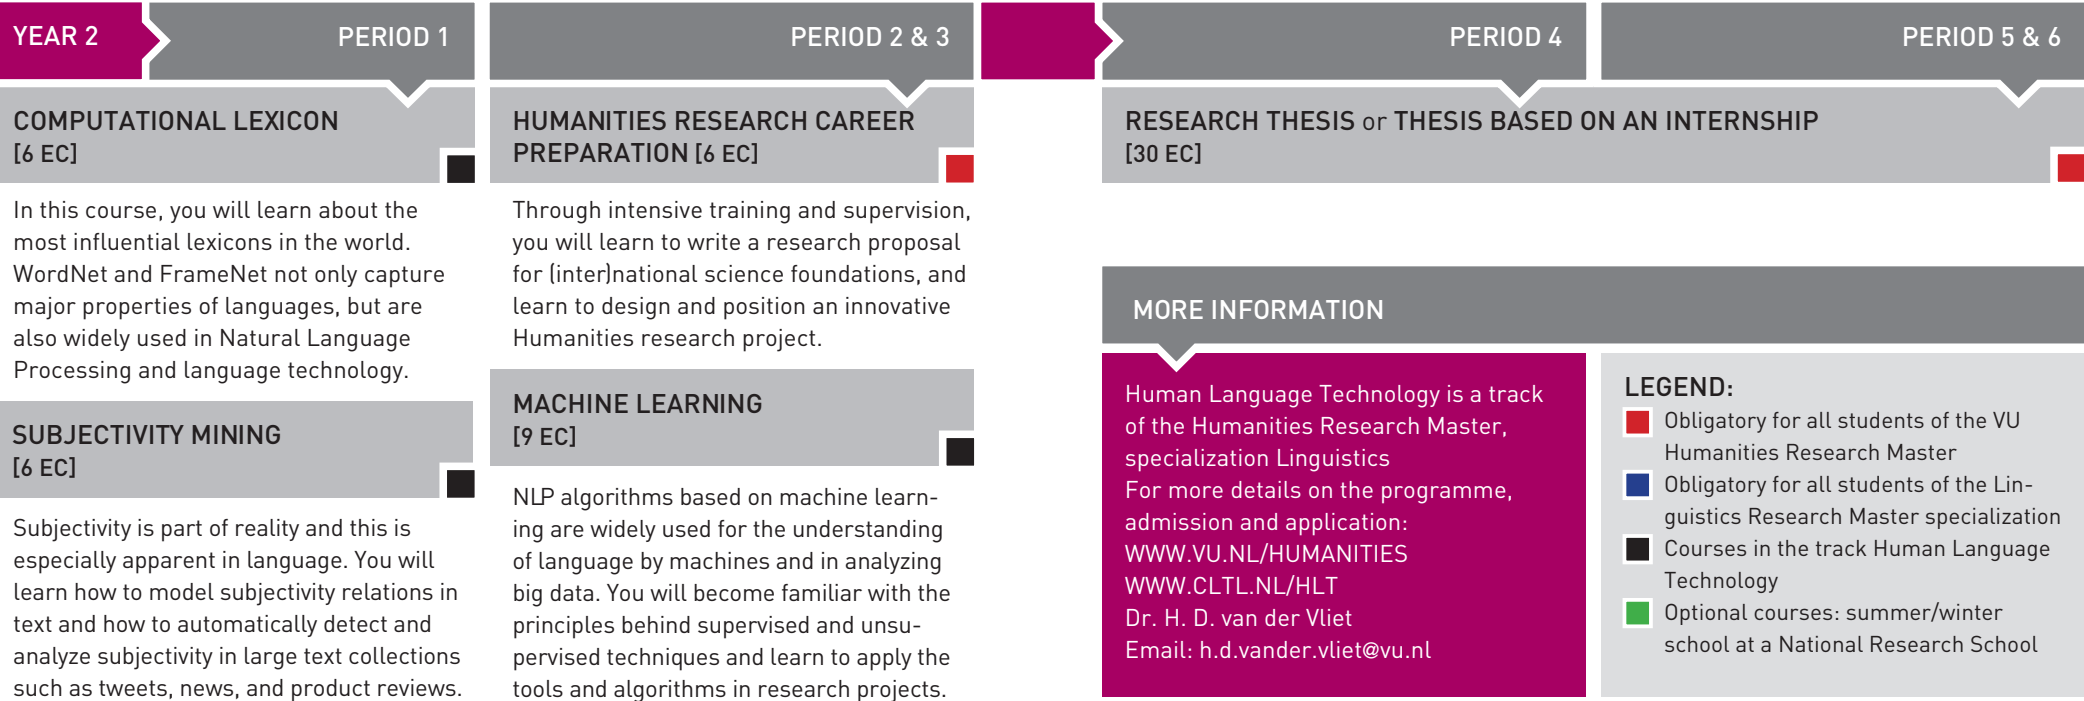 YEAR 2
PERIOD 1
COMPUTATIONAL LEXICON
[6 EC]
In this course, you will learn about the
most influential lexicons in the world.
WordNet and FrameNet not only capture
major properties of languages, but are
also widely used in Natural Language
Processing and language technology.
SUBJECTIVITY MINING
[6 EC]
Subjectivity is part of reality and this is
especially apparent in language. You will
learn how to model subjectivity relations in
text and how to automatically detect and
analyze subjectivity in large text collections
such as tweets, news, and product reviews.
PERIOD 2 & 3
HUMANITIES RESEARCH CAREER
PREPARATION [6 EC]
Through intensive training and supervision,
you will learn to write a research proposal
for (inter)national science foundations, and
learn to design and position an innovative
Humanities research project.
MACHINE LEARNING
[9 EC]
NLP algorithms based on machine learn-
ing are widely used for the understanding
of language by machines and in analyzing
big data. You will become familiar with the
principles behind supervised and unsu-
pervised techniques and learn to apply the
tools and algorithms in research projects.
PERIOD 4
PERIOD 5 & 6
RESEARCH THESIS or THESIS BASED ON AN INTERNSHIP
[30 EC]
MORE INFORMATION
Human Language Technology is a track
of the Humanities Research Master,
specialization Linguistics
For more details on the programme,
admission and application:
WWW.VU.NL/HUMANITIES
WWW.CLTL.NL/HLT
Dr. H. D. van der Vliet
Email: h.d.vander.vliet@vu.nl
LEGEND:
Obligatory for all students of the VU
Humanities Research Master
Obligatory for all students of the Lin-
guistics Research Master specialization
Courses in the track Human Language
Technology
Optional courses: summer/winter
school at a National Research School